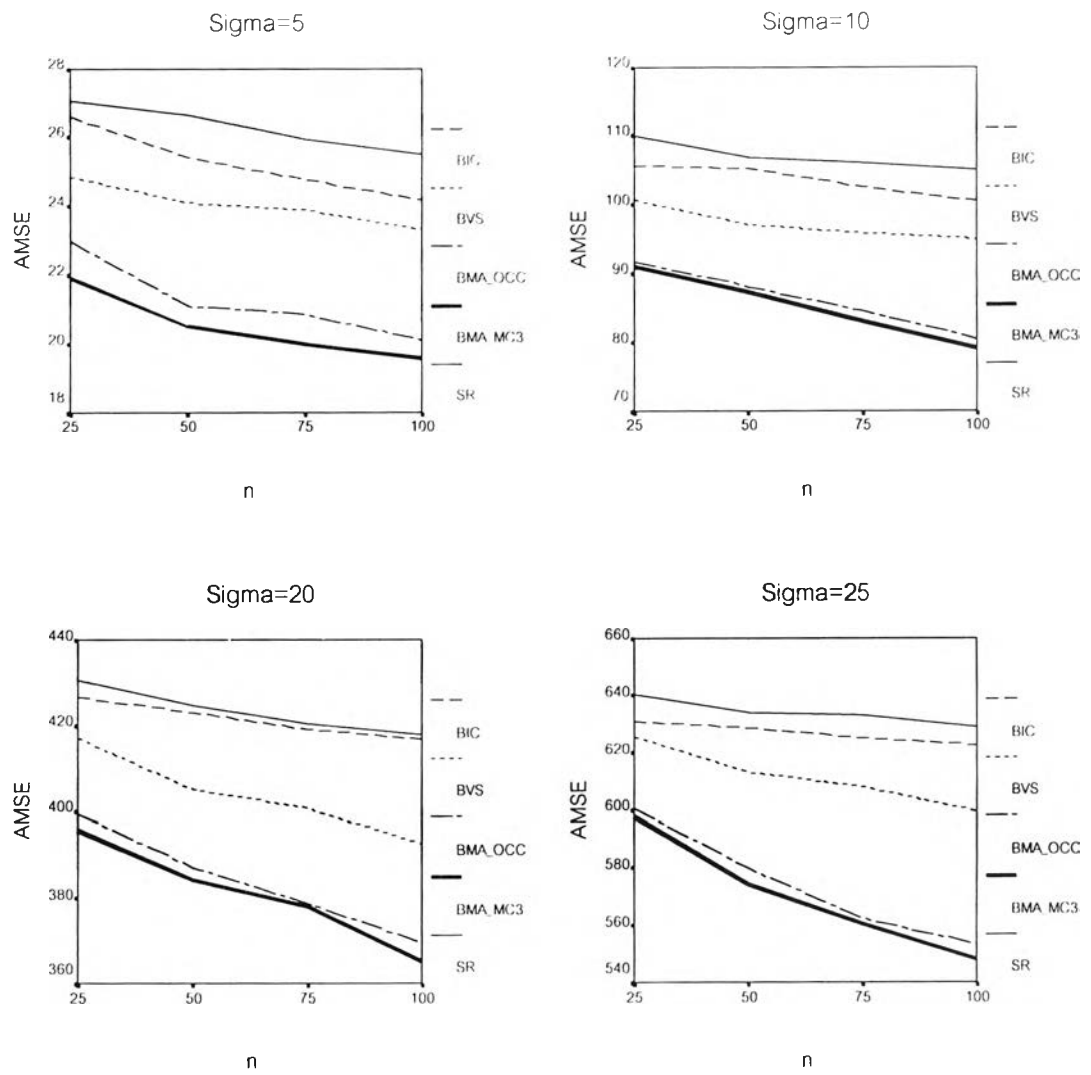 Sigma=5
28
26
24
22
20
18
AMSE
25
50
75
100
n
BIC
BVS
BMA_OCC
BMA_MC3
SR
Sigma=10
120
110
100
90
80
70
AMSE
25
50
75
100
n
BIC
BVS
BMA_OCC
BMA_MC3
SR
Sigma=20
440
420
400
380
360
AMSE
25
50
75
100
n
BIC
BVS
BMA_OCC
BMA_MC3
SR
Sigma=25
660
640
620
600
580
560
540
AMSE
25
50
75
100
n
BIC
BVS
BMA_OCC
BMA_MC3
SR